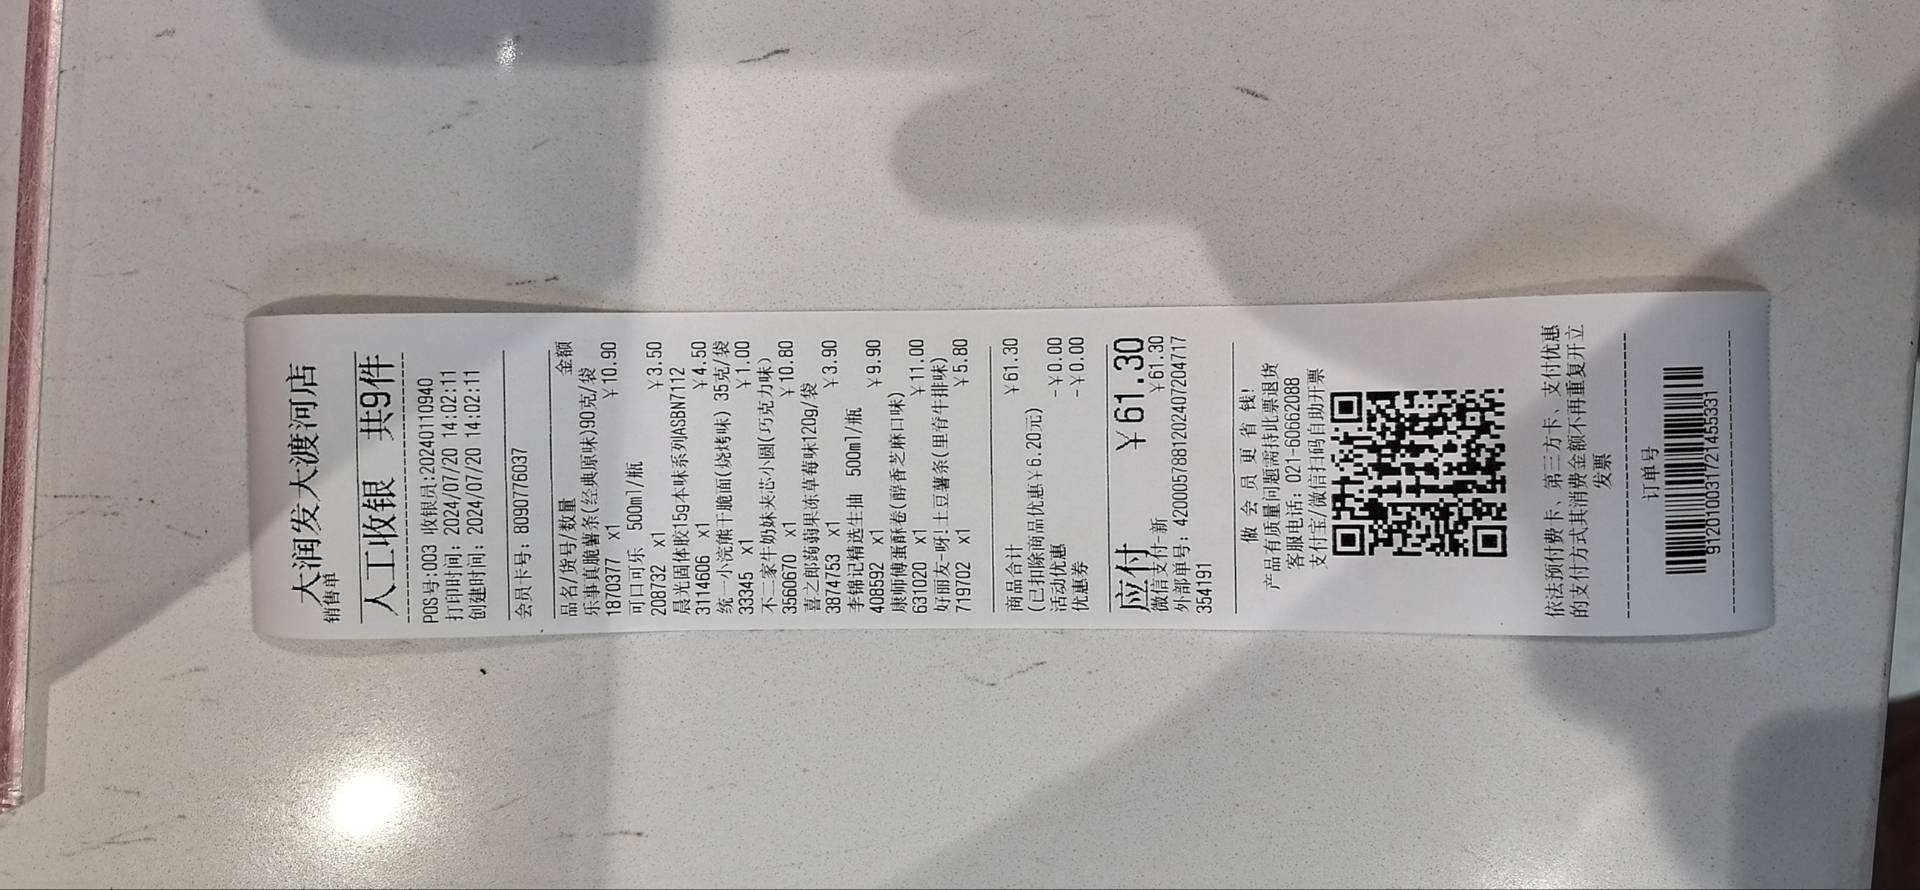 大润发大渡河店
销售单
人工收银 共9件
POS号:003 收银员:20240110940
打印时间: 2024/07/20 14:02:11
创建时间: 2024/07/20 14:02:11
会员卡号: 8090776037
品名/货号/数量 金额
乐事真脆薯条(经典原味)90克/袋
1870377 x1 ¥10.90
可口可乐 500ml/瓶
208732 x1 ¥3.50
晨光固体胶15g本味系列ASBN7112
3114606 x1 ¥4.50
统一小浣熊干脆面(烧烤味) 35克/袋
33345 x1 ¥1.00
不二家牛奶妹夹芯小圆(巧克力味)
3560670 x1 ¥10.80
喜之郎蒟蒻果冻草莓味120g/袋
3874753 x1 ¥3.90
李锦记精选生抽 500ml/瓶
408592 x1 ¥9.90
康师傅蛋酥卷(醇香芝麻口味)
631020 x1 ¥11.00
好丽友-呀!土豆薯条(里脊牛排味)
719702 x1 ¥5.80
商品合计 ¥61.30
(已扣除商品优惠¥6.20元)
活动优惠 -¥0.00
优惠券 -¥0.00
应付 ¥61.30
微信支付-新 ¥61.30
外部单号: 4200057881202407204717
354191
做 会 员 更 省 钱!
产品有质量问题需持此票退货
客服电话: 021-60662088
支付宝/微信扫码自助开票
依法预付费卡、第三方卡、支付优惠
的支付方式其消费金额不再重复开立
发票
订单号
9120100317214553​31